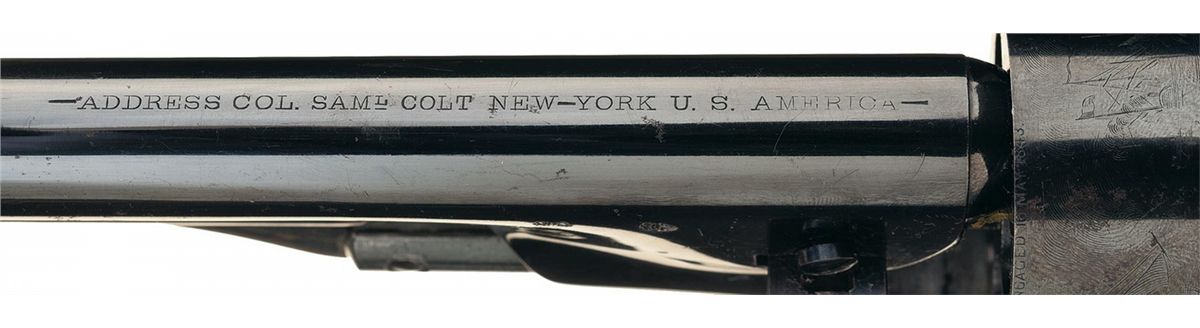 —ADDRESS COL. SAML COLT NEW-YORK U. S. AMERICA—